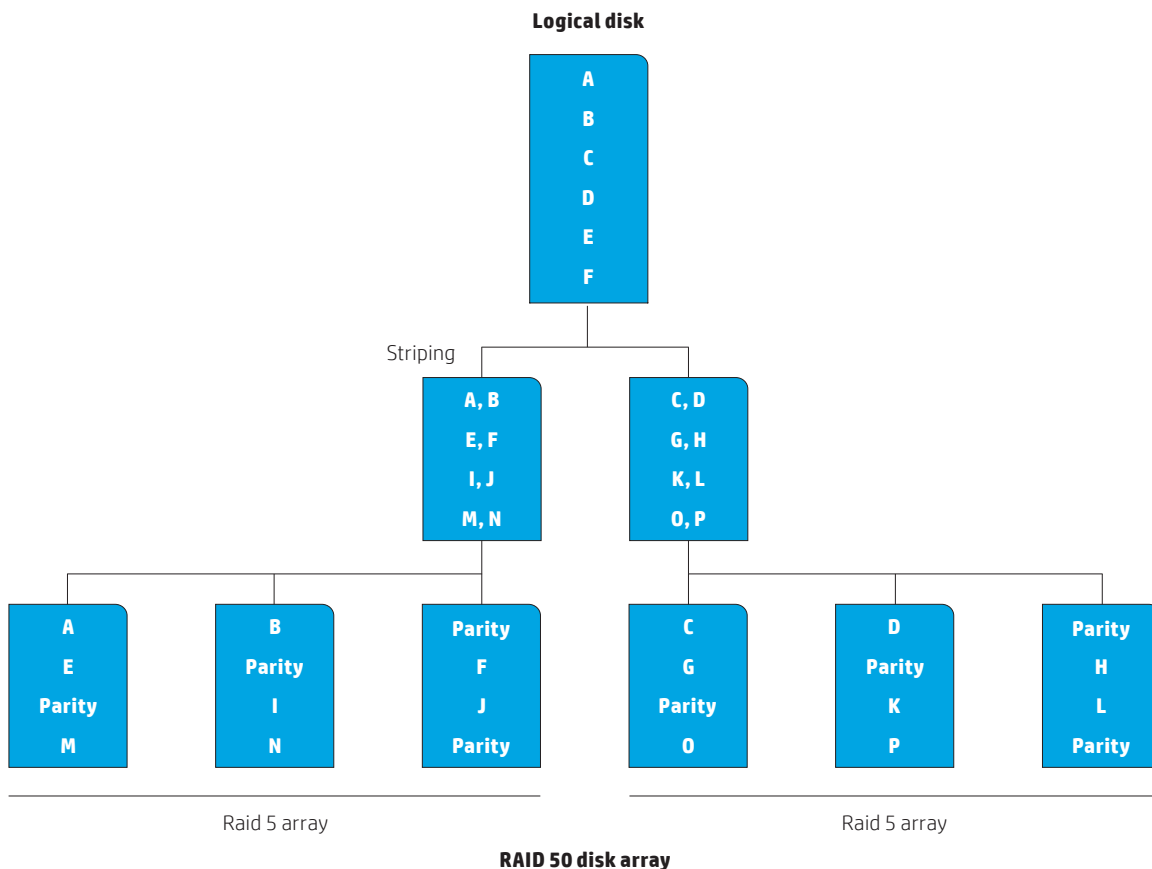 Logical disk
A
B
C
D
E
F
Striping
A, B
E, F
I, J
M, N
C, D
G, H
K, L
O, P
A
E
Parity
M
B
Parity
I
N
Parity
F
J
Parity
C
G
Parity
O
D
Parity
K
P
Parity
H
L
Parity
Raid 5 array
Raid 5 array
RAID 50 disk array